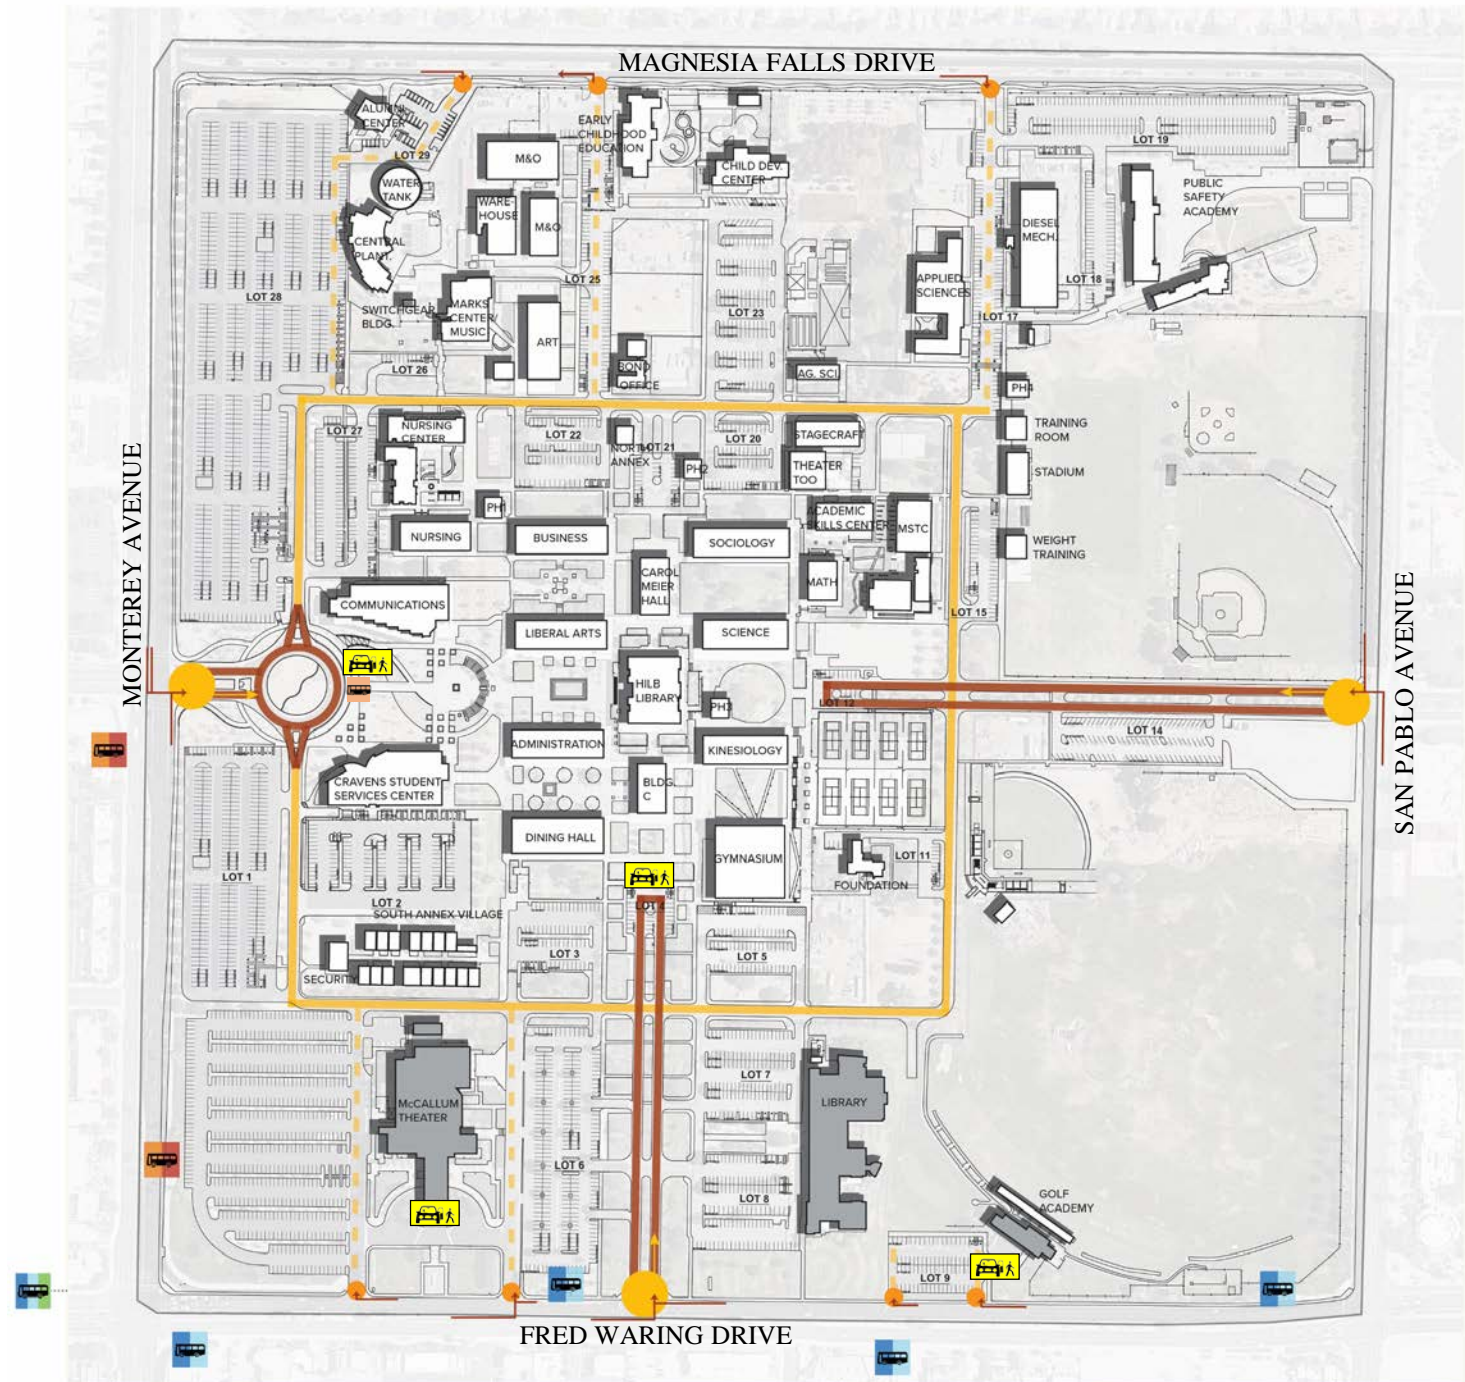 MAGNESIA FALLS DRIVE
ALUMNI
CENTER
LOT 29
EARLY
CHILDHOOD
EDUCATION
M&O
LOT 19
CHILD DEV.
CENTER
WATER
TANK
PUBLIC
SAFETY
ACADEMY
WARE-
HOUSE
M&O
DIESEL
MECH.
CENTRAL
PLANT.
LOT 25
APPLIED
SCIENCES
LOT 18
LOT 28
SWITCHGEAR
BLDG.
MARKS
CENTER/
MUSIC
LOT 23
LOT 17
ART
LOT 26
BOND
OFFICE
AG. SCI.
PH4
NURSING
CENTER
LOT 27
LOT 22
NORTH
ANNEX
LOT 21
LOT 20
STAGECRAFT
TRAINING
ROOM
PH2
THEATER
TOO
STADIUM
PH1
ACADEMIC
SKILLS CENTER
MSTC
NURSING
BUSINESS
SOCIOLOGY
WEIGHT
TRAINING
CAROL
MEIER
HALL
MATH
COMMUNICATIONS
LOT 15
LIBERAL ARTS
SCIENCE
MONTEREY AVENUE
SAN PABLO AVENUE
HILB
LIBRARY
PH3
LOT 12
LOT 14
ADMINISTRATION
KINESIOLOGY
CRAVENS STUDENT
SERVICES CENTER
BLDG.
C
DINING HALL
GYMNASIUM
LOT 11
FOUNDATION
LOT 1
LOT 2
SOUTH ANNEX VILLAGE
LOT 4
LOT 3
LOT 5
SECURITY
LOT 7
McCALLUM
THEATER
LIBRARY
LOT 6
LOT 8
GOLF
ACADEMY
LOT 9
FRED WARING DRIVE